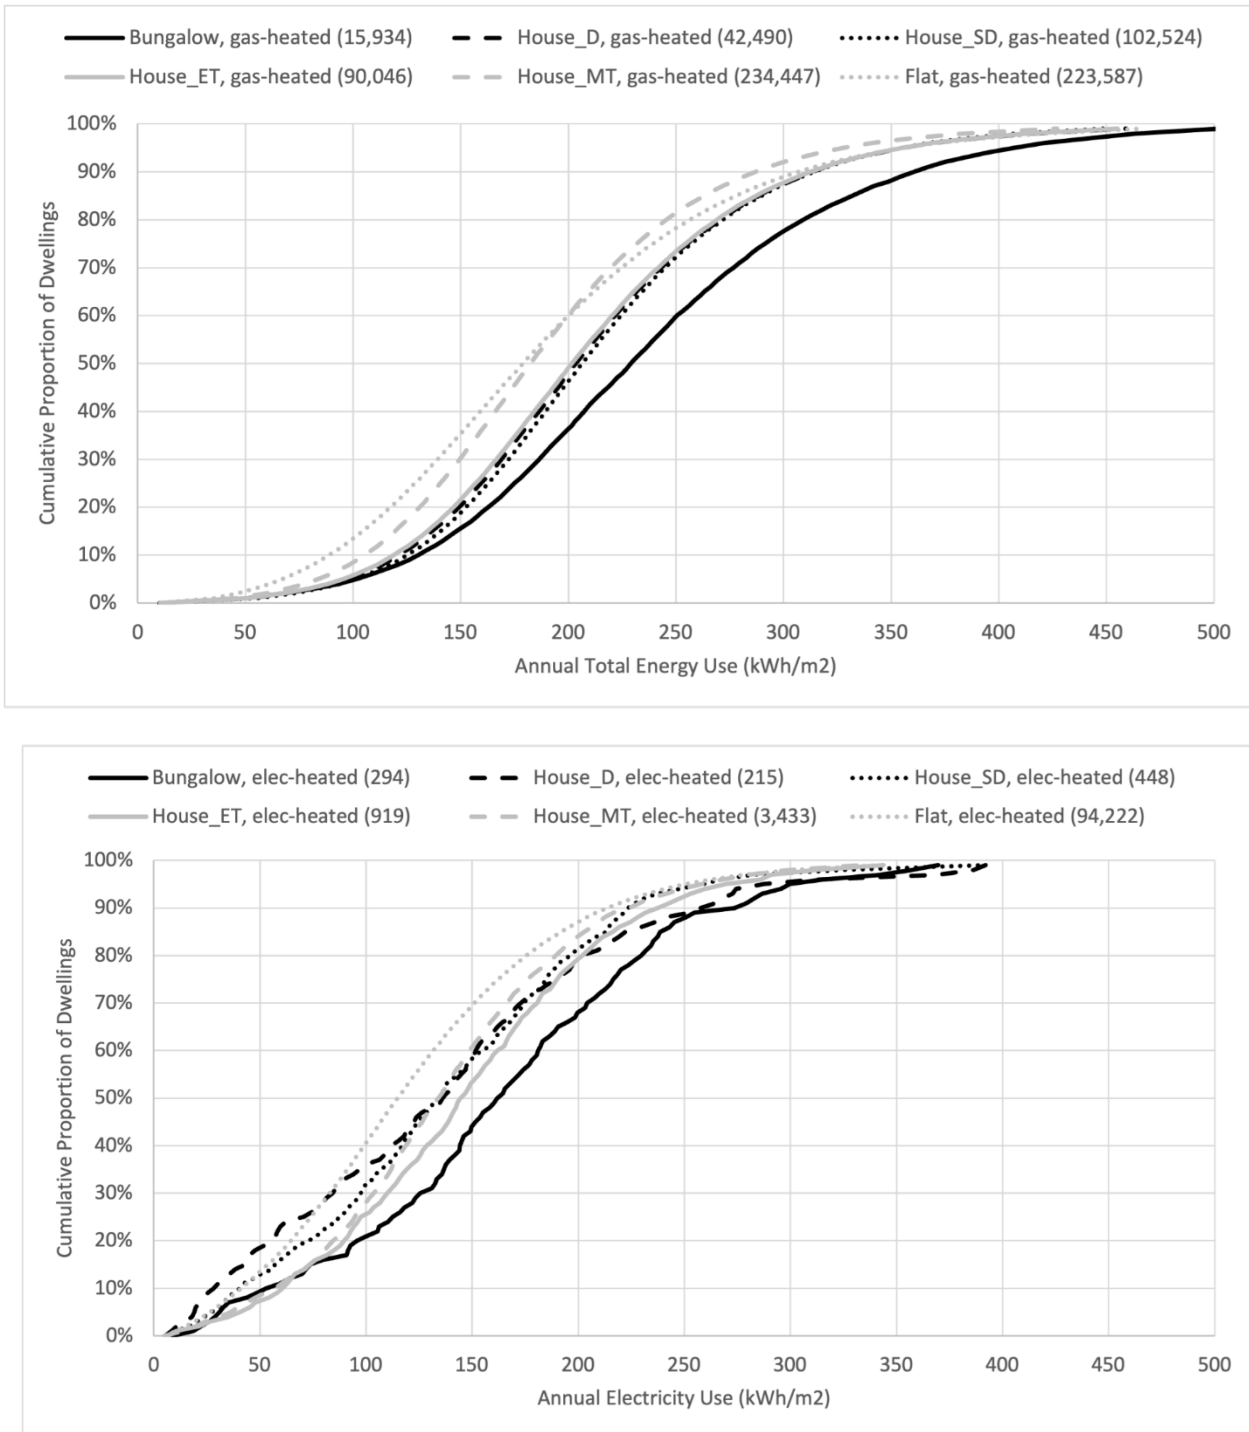 Bungalow, gas-heated (15,934) House_D, gas-heated (42,490) House_SD, gas-heated (102,524)
House_ET, gas-heated (90,046) House_MT, gas-heated (234,447) Flat, gas-heated (223,587)
100%
90%
80%
70%
60%
50%
40%
30%
20%
10%
0%
Cumulative Proportion of Dwellings
0 50 100 150 200 250 300 350 400 450 500
Annual Total Energy Use (kWh/m2)
Bungalow, elec-heated (294) House_D, elec-heated (215) House_SD, elec-heated (448)
House_ET, elec-heated (919) House_MT, elec-heated (3,433) Flat, elec-heated (94,222)
100%
90%
80%
70%
60%
50%
40%
30%
20%
10%
0%
Cumulative Proportion of Dwellings
0 50 100 150 200 250 300 350 400 450 500
Annual Electricity Use (kWh/m2)